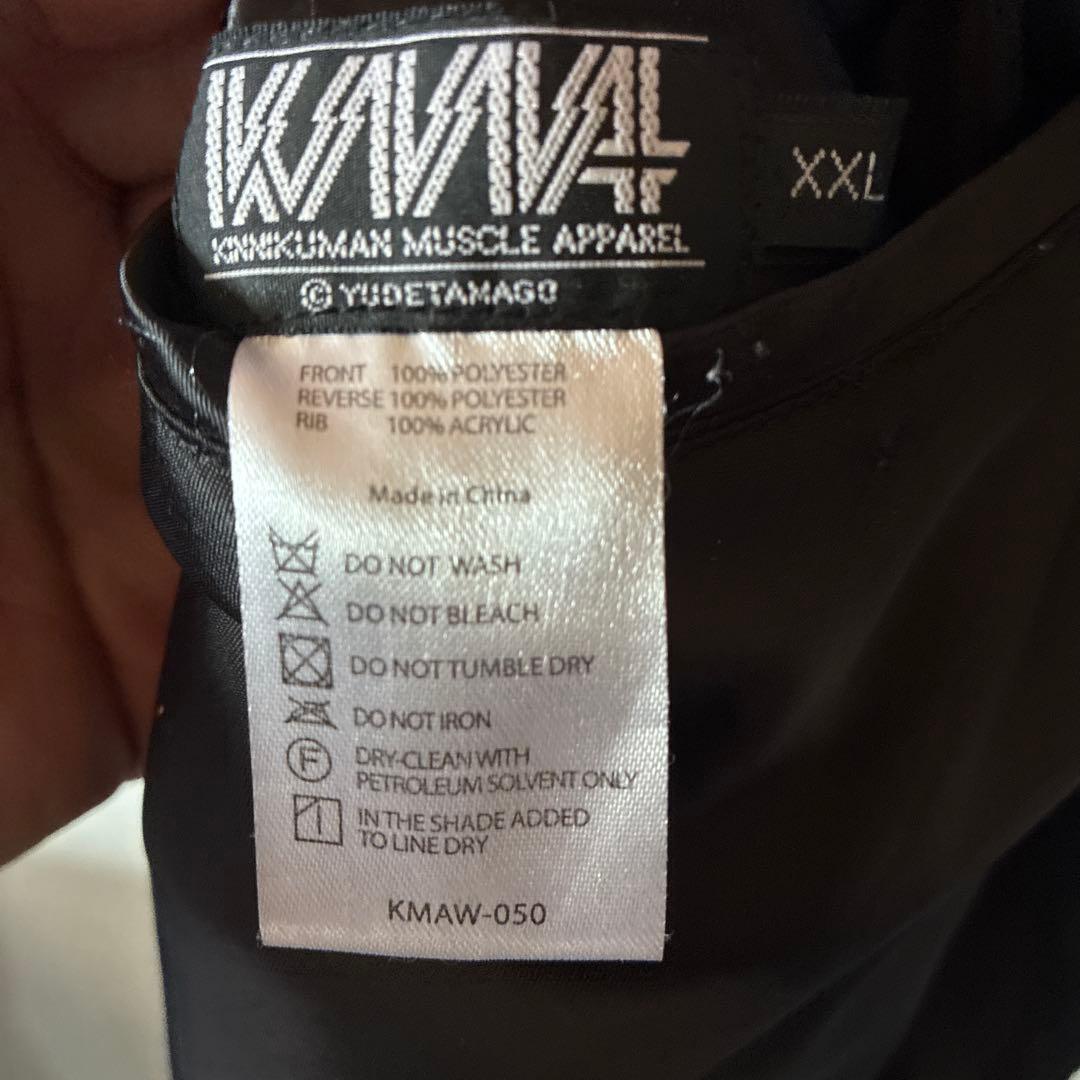 KMA
KINNIKUMAN MUSCLE APPAREL
© YUDETAMAGO
XXL
FRONT 100% POLYESTER
REVERSE 100% POLYESTER
RIB 100% ACRYLIC
Made in China
DO NOT WASH
DO NOT BLEACH
DO NOT TUMBLE DRY
DO NOT IRON
F
DRY-CLEAN WITH
PETROLEUM SOLVENT ONLY
IN THE SHADE ADDED
TO LINE DRY
KMAW-050